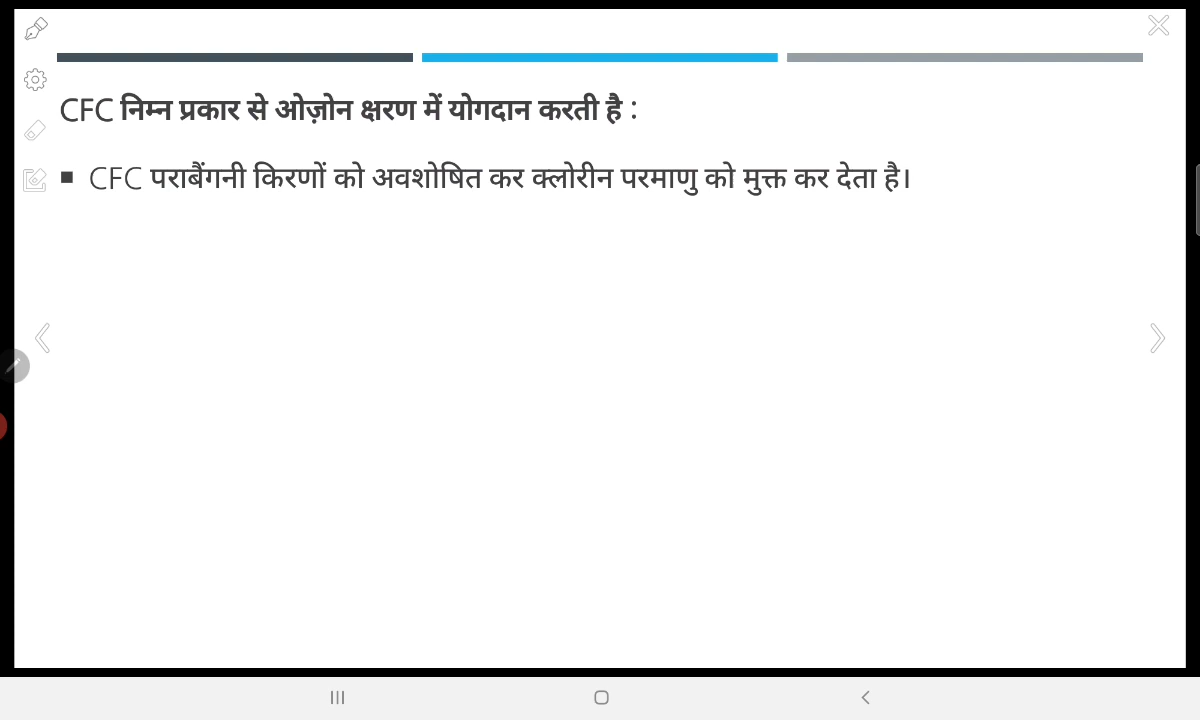 CFC निम्न प्रकार से ओज़ोन क्षरण में योगदान करती है :
▪ CFC पराबैंगनी किरणों को अवशोषित कर क्लोरीन परमाणु को मुक्त कर देता है।